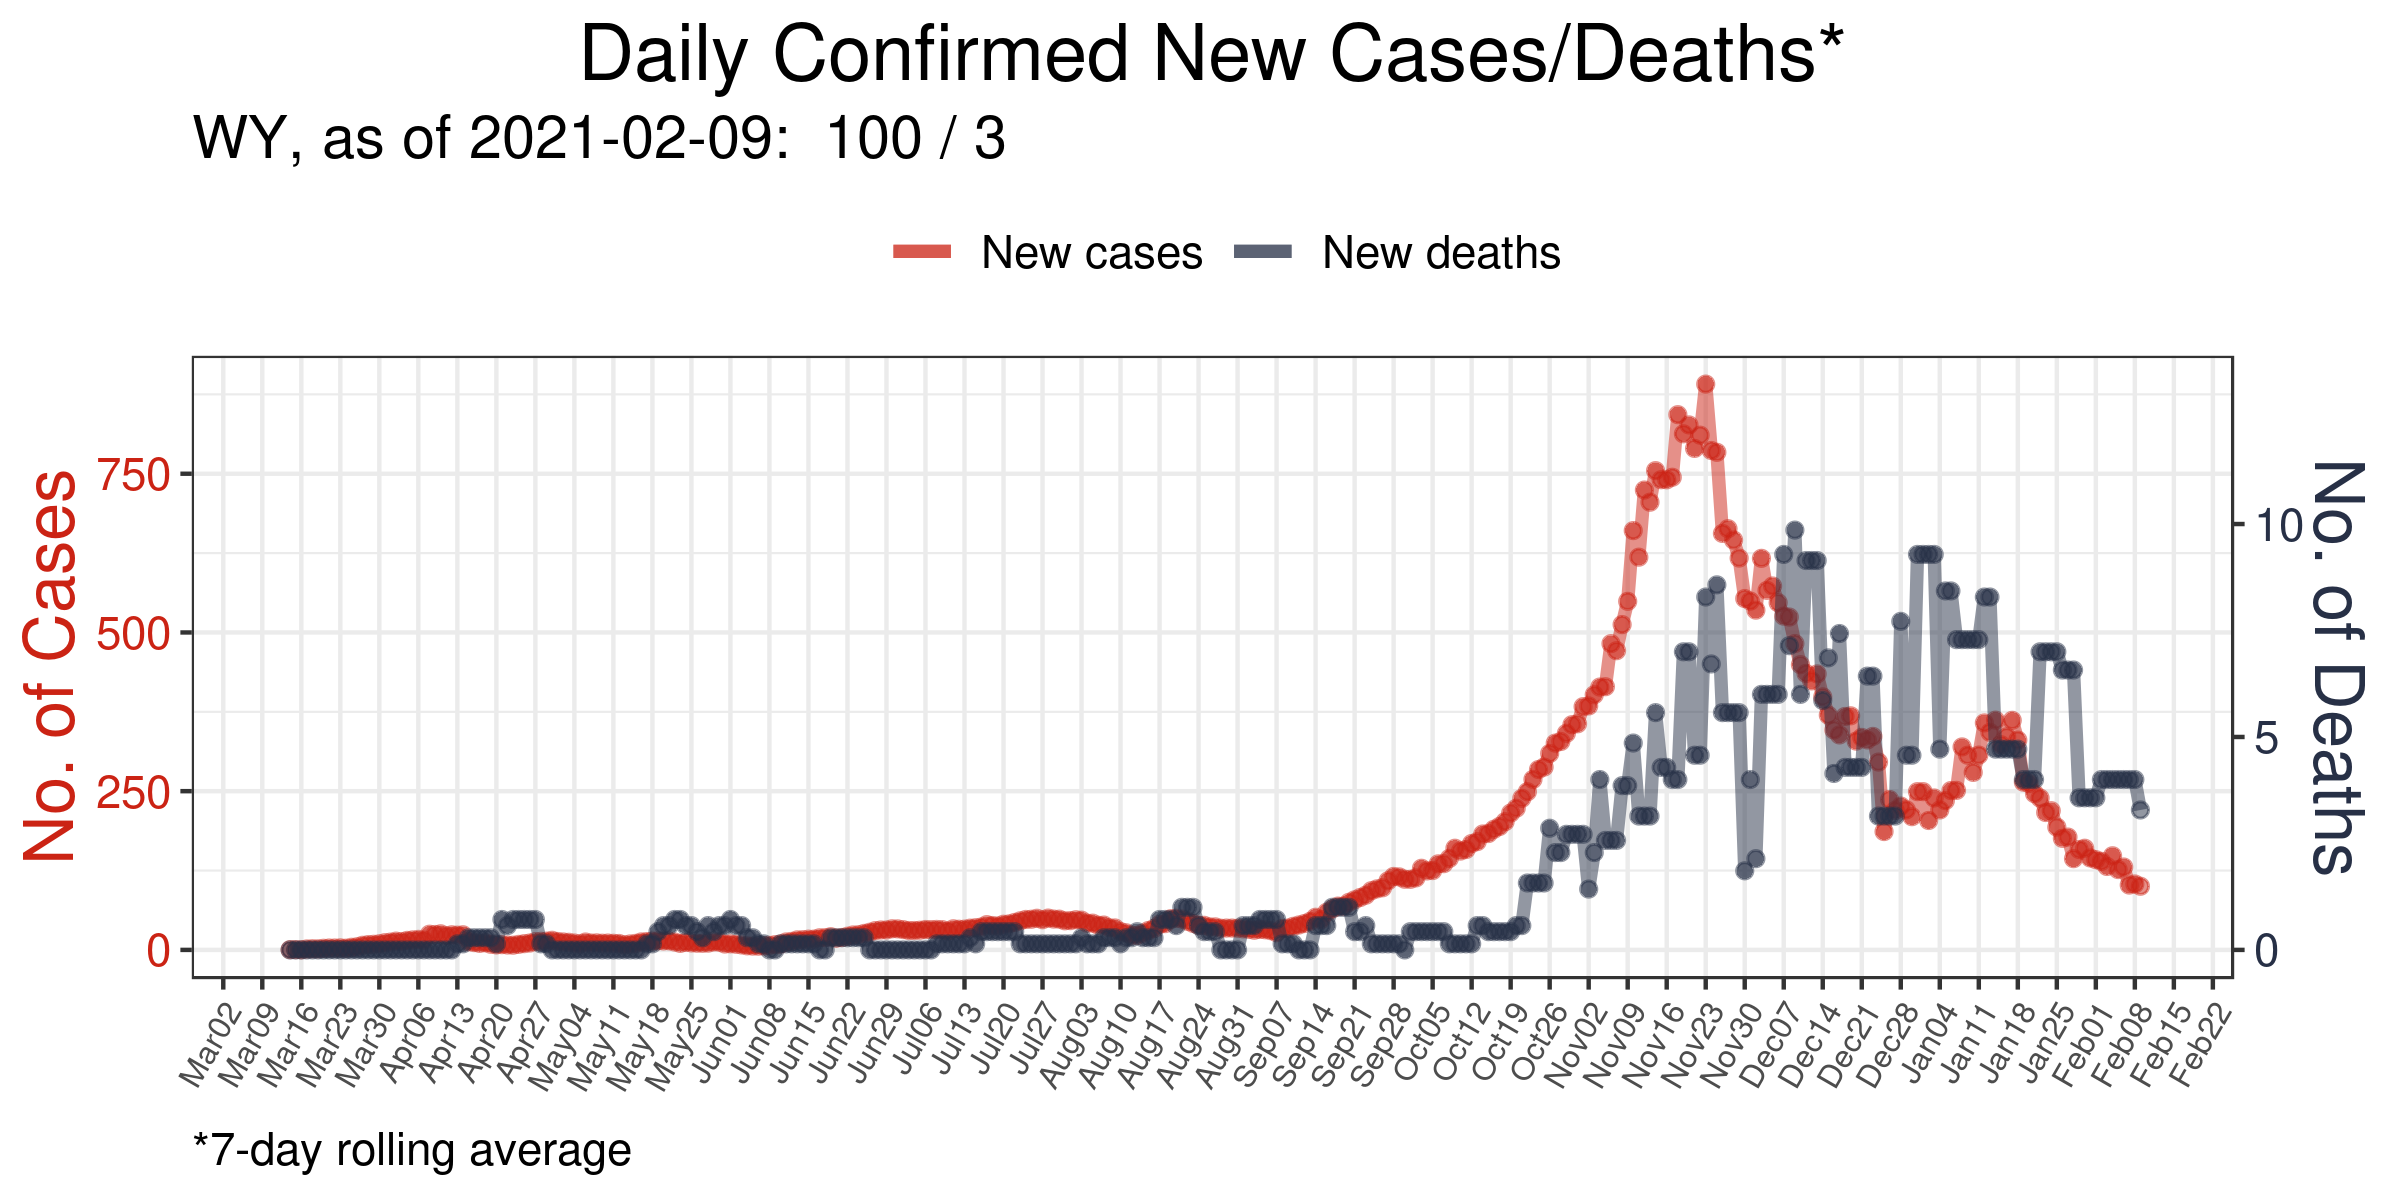 Daily Confirmed New Cases/Deaths*
WY, as of 2021-02-09:  100 / 3
New cases
New deaths
No. of Cases
750
500
250
0
10
5
0
No. of Deaths
Mar02
Mar09
Mar16
Mar23
Mar30
Apr06
Apr13
Apr20
Apr27
May04
May11
May18
May25
Jun01
Jun08
Jun15
Jun22
Jun29
Jul06
Jul13
Jul20
Jul27
Aug03
Aug10
Aug17
Aug24
Aug31
Sep07
Sep14
Sep21
Sep28
Oct05
Oct12
Oct19
Oct26
Nov02
Nov09
Nov16
Nov23
Nov30
Dec07
Dec14
Dec21
Dec28
Jan04
Jan11
Jan18
Jan25
Feb01
Feb08
Feb15
Feb22
*7-day rolling average